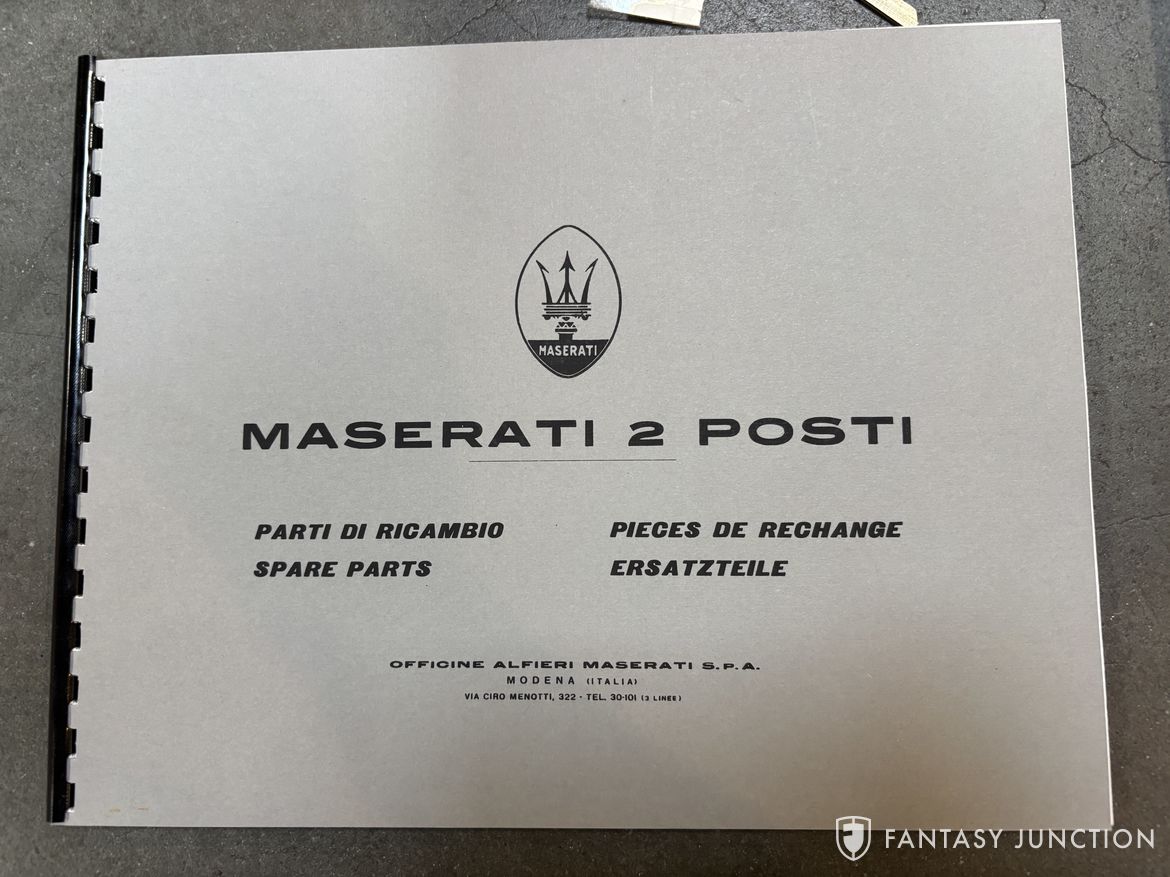 MASERATI
MASERATI 2 POSTI
PARTI DI RICAMBIO
SPARE PARTS
PIECES DE RECHANGE
ERSATZTEILE
OFFICINE ALFIERI MASERATI S.P.A.
MODENA (ITALIA)
VIA CIRO MENOTTI, 322 - TEL. 30-101 (3 LINEE)
FANTASY JUNCTION